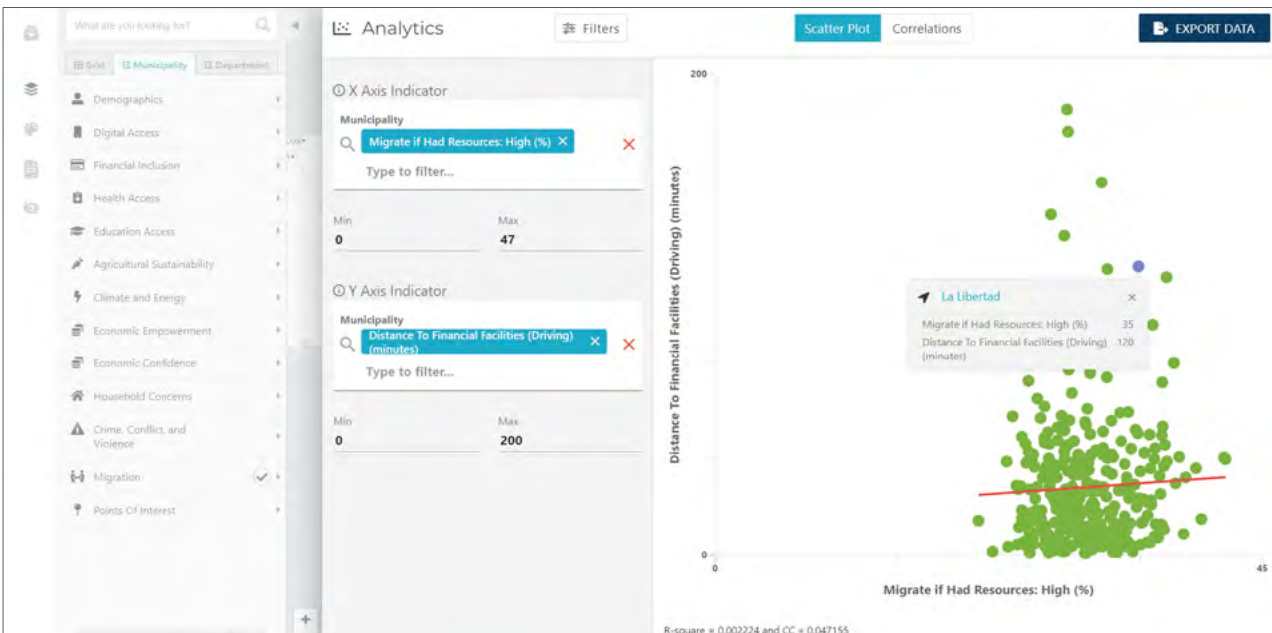 What are you looking for?
Grid
Municipality
Department
Demographics
Digital Access
Financial Inclusion
Health Access
Education Access
Agricultural Sustainability
Climate and Energy
Economic Empowerment
Economic Confidence
Household Concerns
Crime, Conflict, and
Violence
Migration
Points Of Interest
Analytics
Filters
Scatter Plot
Correlations
EXPORT DATA
X Axis Indicator
Municipality
Migrate if Had Resources: High (%)
Type to filter...
Min
Max
0
47
Y Axis Indicator
Municipality
Distance To Financial Facilities (Driving)
(minutes)
Type to filter...
Min
Max
0
200
200
Distance To Financial Facilities (Driving) (minutes)
La Libertad
Migrate if Had Resources: High (%) 35
Distance To Financial Facilities (Driving) 120
(minutes)
0
0
45
Migrate if Had Resources: High (%)
R-square = 0.002224 and CC = 0.047155